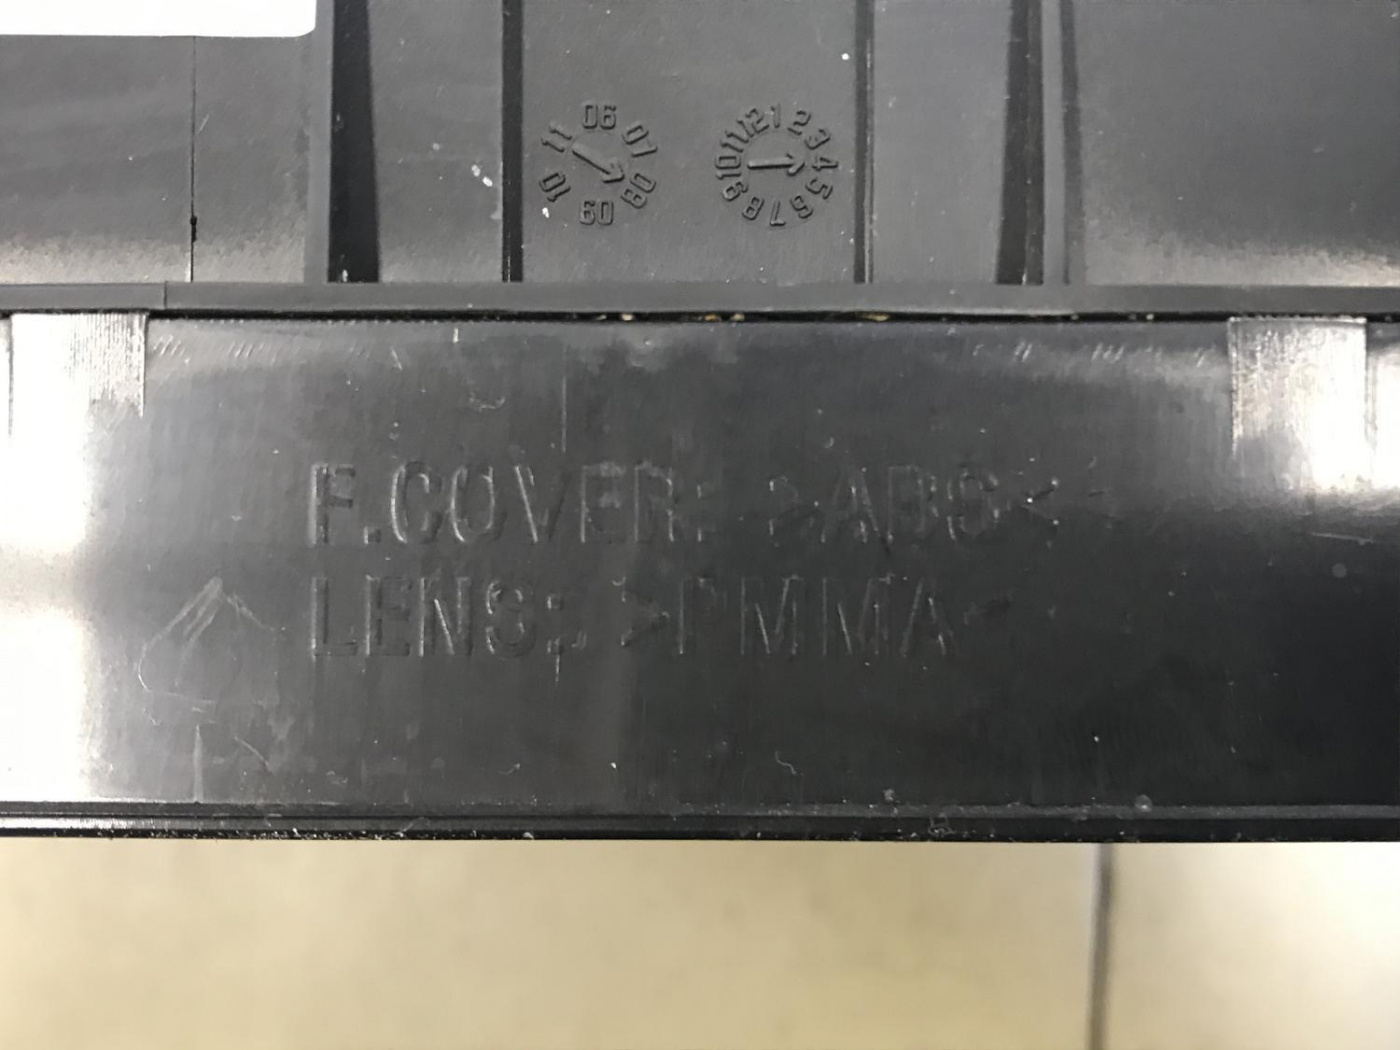 06 07 08 09 10 11
1 2 3 4 5 6 7 8 9 10 11 12
F.COVER: >ABS<
LENS: >PMMA<